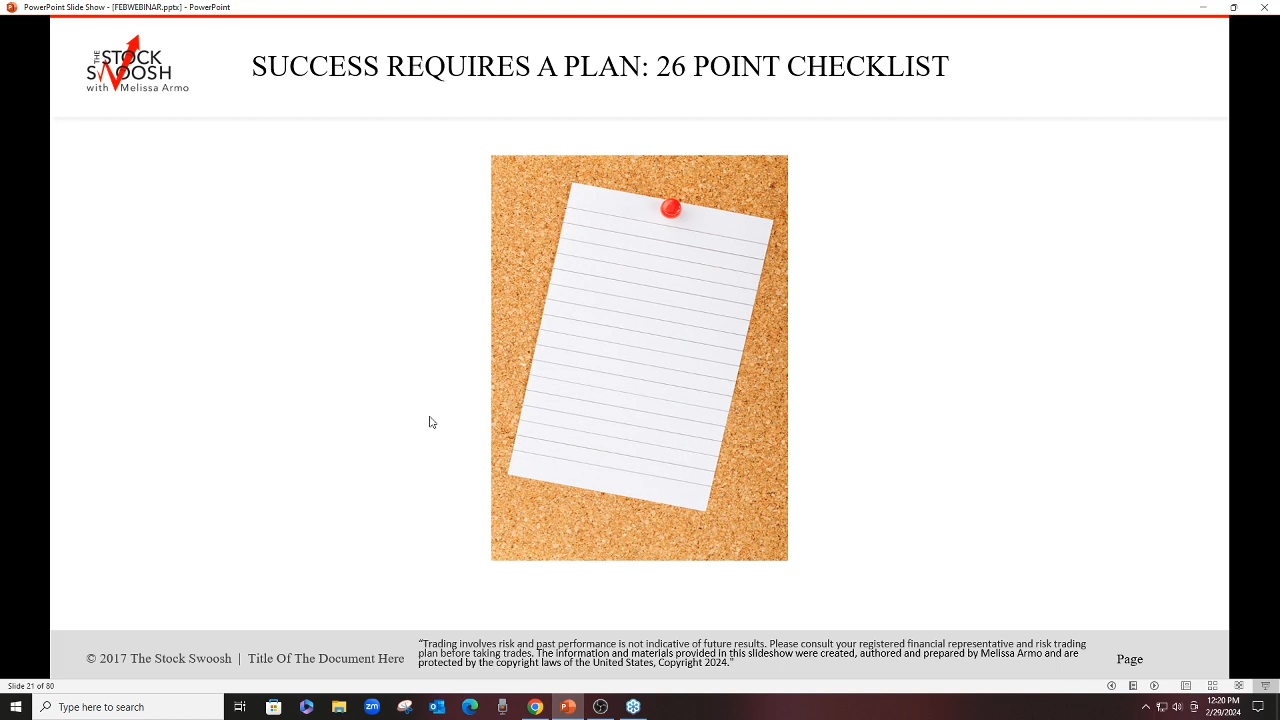 PowerPoint Slide Show - [FEBWEBINAR.pptx] - PowerPoint
THE STOCK
SWOOSH
with Melissa Armo
SUCCESS REQUIRES A PLAN: 26 POINT CHECKLIST
© 2017 The Stock Swoosh | Title Of The Document Here
“Trading involves risk and past performance is not indicative of future results. Please consult your registered financial representative and risk trading
plan before taking trades. The information and materials provided in this slideshow were created, authored and prepared by Melissa Armo and are
protected by the copyright laws of the United States, Copyright 2024."
Page
Slide 21 of 80
Type here to search
zm
12:20 PM
2/29/2024